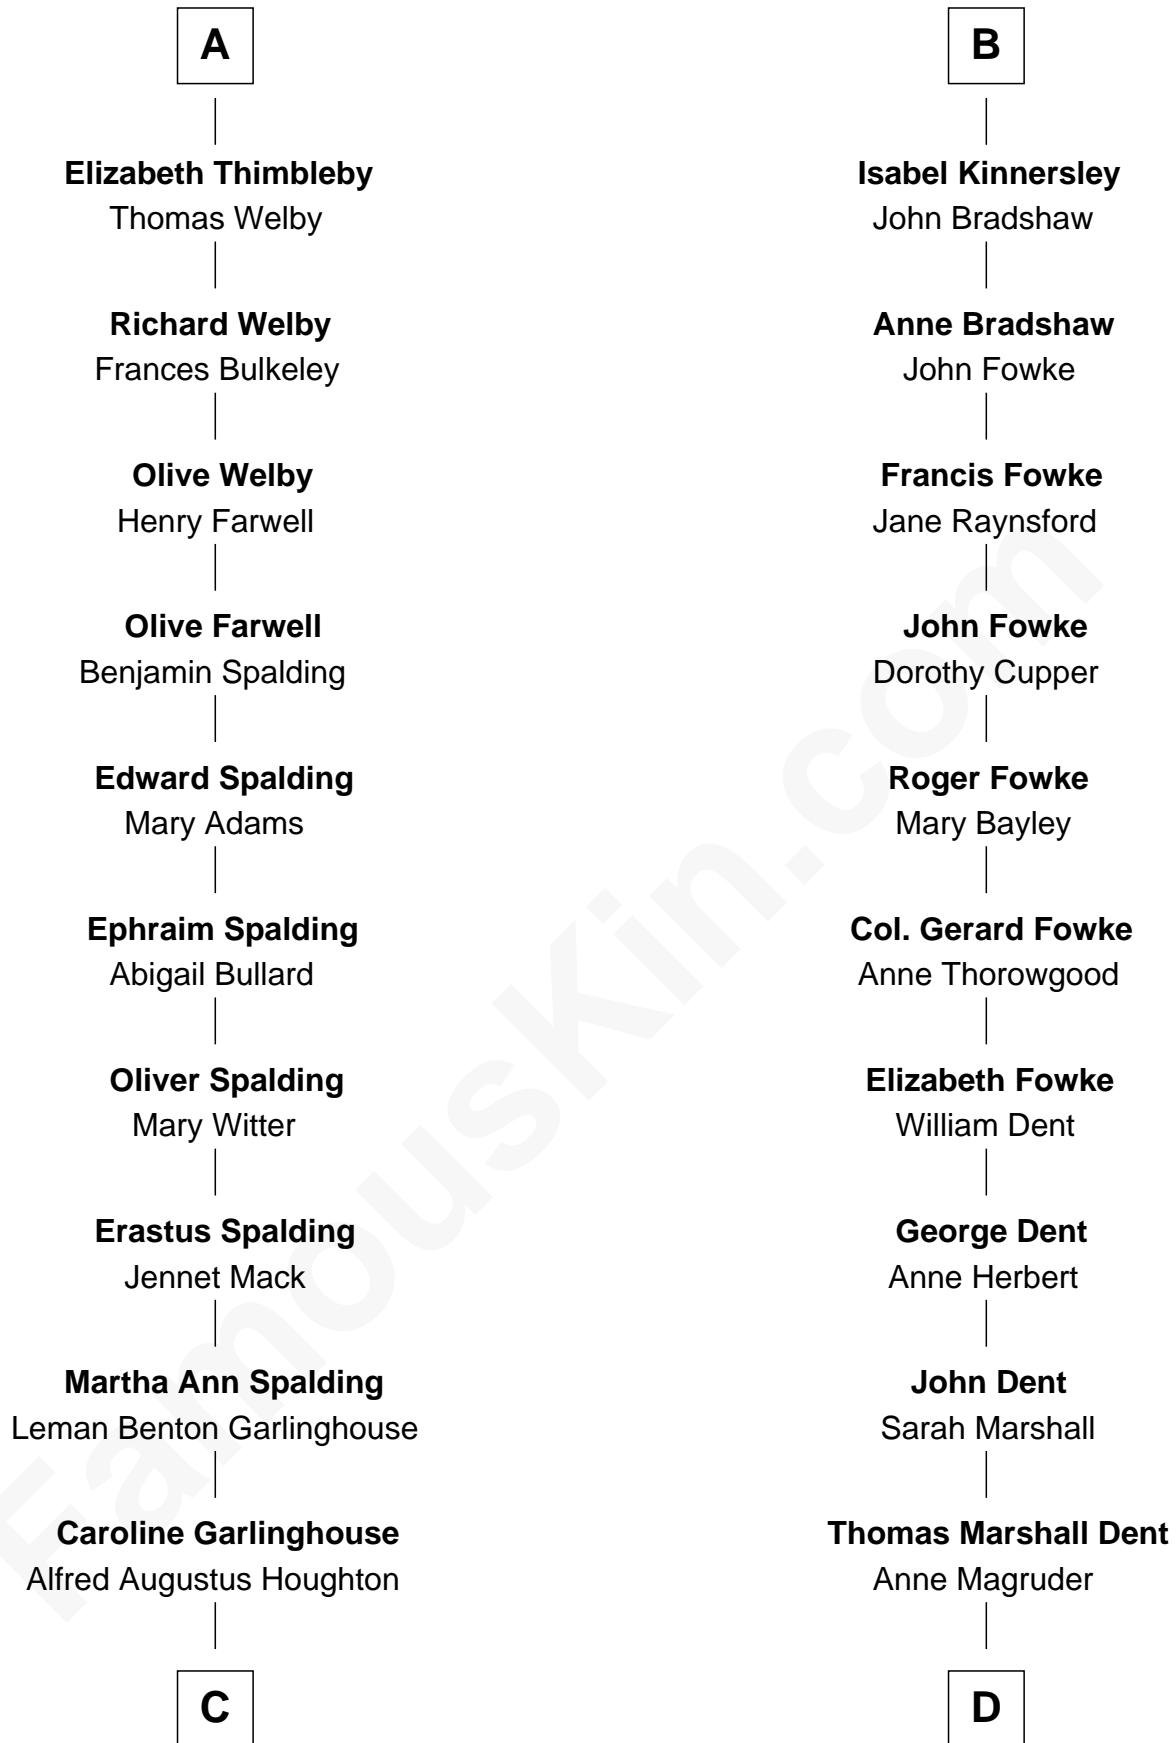 A
Elizabeth Thimbleby
Thomas Welby
Richard Welby
Frances Bulkeley
Olive Welby
Henry Farwell
Olive Farwell
Benjamin Spalding
Edward Spalding
Mary Adams
Ephraim Spalding
Abigail Bullard
Oliver Spalding
Mary Witter
Erastus Spalding
Jennet Mack
Martha Ann Spalding
Leman Benton Garlinghouse
Caroline Garlinghouse
Alfred Augustus Houghton
C
B
Isabel Kinnersley
John Bradshaw
Anne Bradshaw
John Fowke
Francis Fowke
Jane Raynsford
John Fowke
Dorothy Cupper
Roger Fowke
Mary Bayley
Col. Gerard Fowke
Anne Thorowgood
Elizabeth Fowke
William Dent
George Dent
Anne Herbert
John Dent
Sarah Marshall
Thomas Marshall Dent
Anne Magruder
D
FamousKin.com